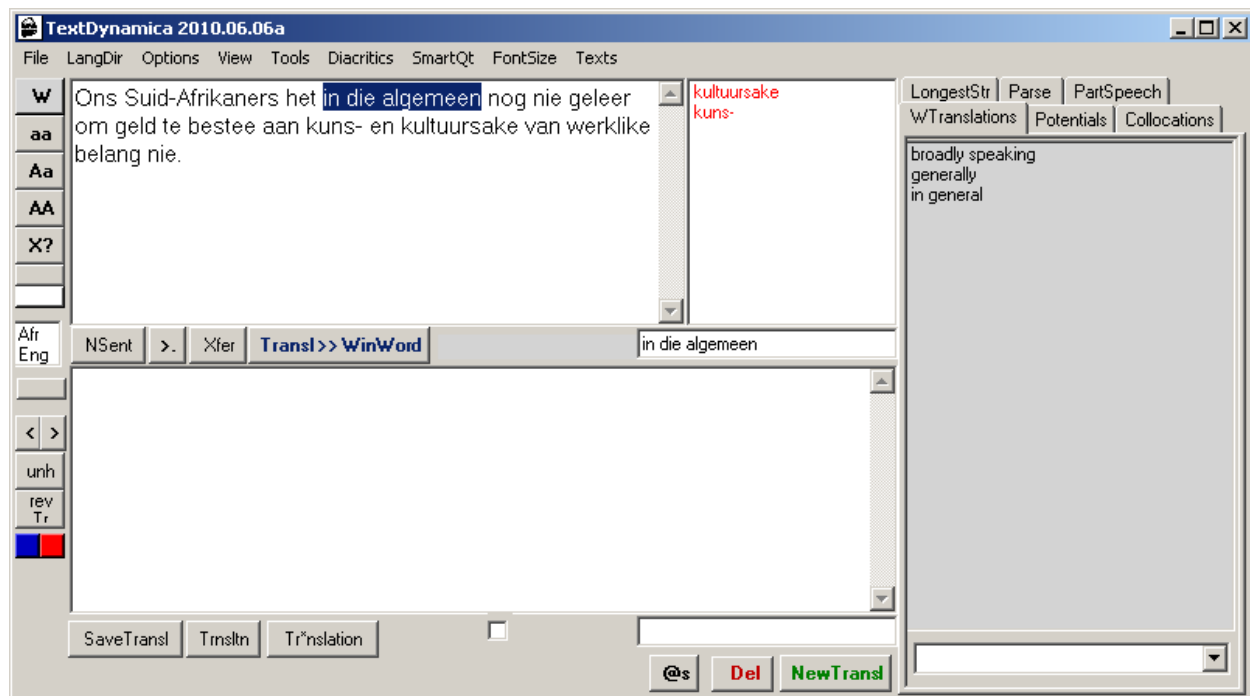 TextDynamica 2010.06.06a
File LangDir Options View Tools Diacritics SmartQt FontSize Texts
W
aa
Aa
AA
X?
Afr
Eng
< >
unh
rev
Tr
Ons Suid-Afrikaners het in die algemeen nog nie geleer
om geld te bestee aan kuns- en kultuursake van werklike
belang nie.
kultuursake
kuns-
NSent >. Xfer Transl>> WinWord in die algemeen
SaveTransl Trnsltn Tr*nslation
@s Del NewTransl
LongestStr Parse PartSpeech
WTranslations Potentials Collocations
broadly speaking
generally
in general